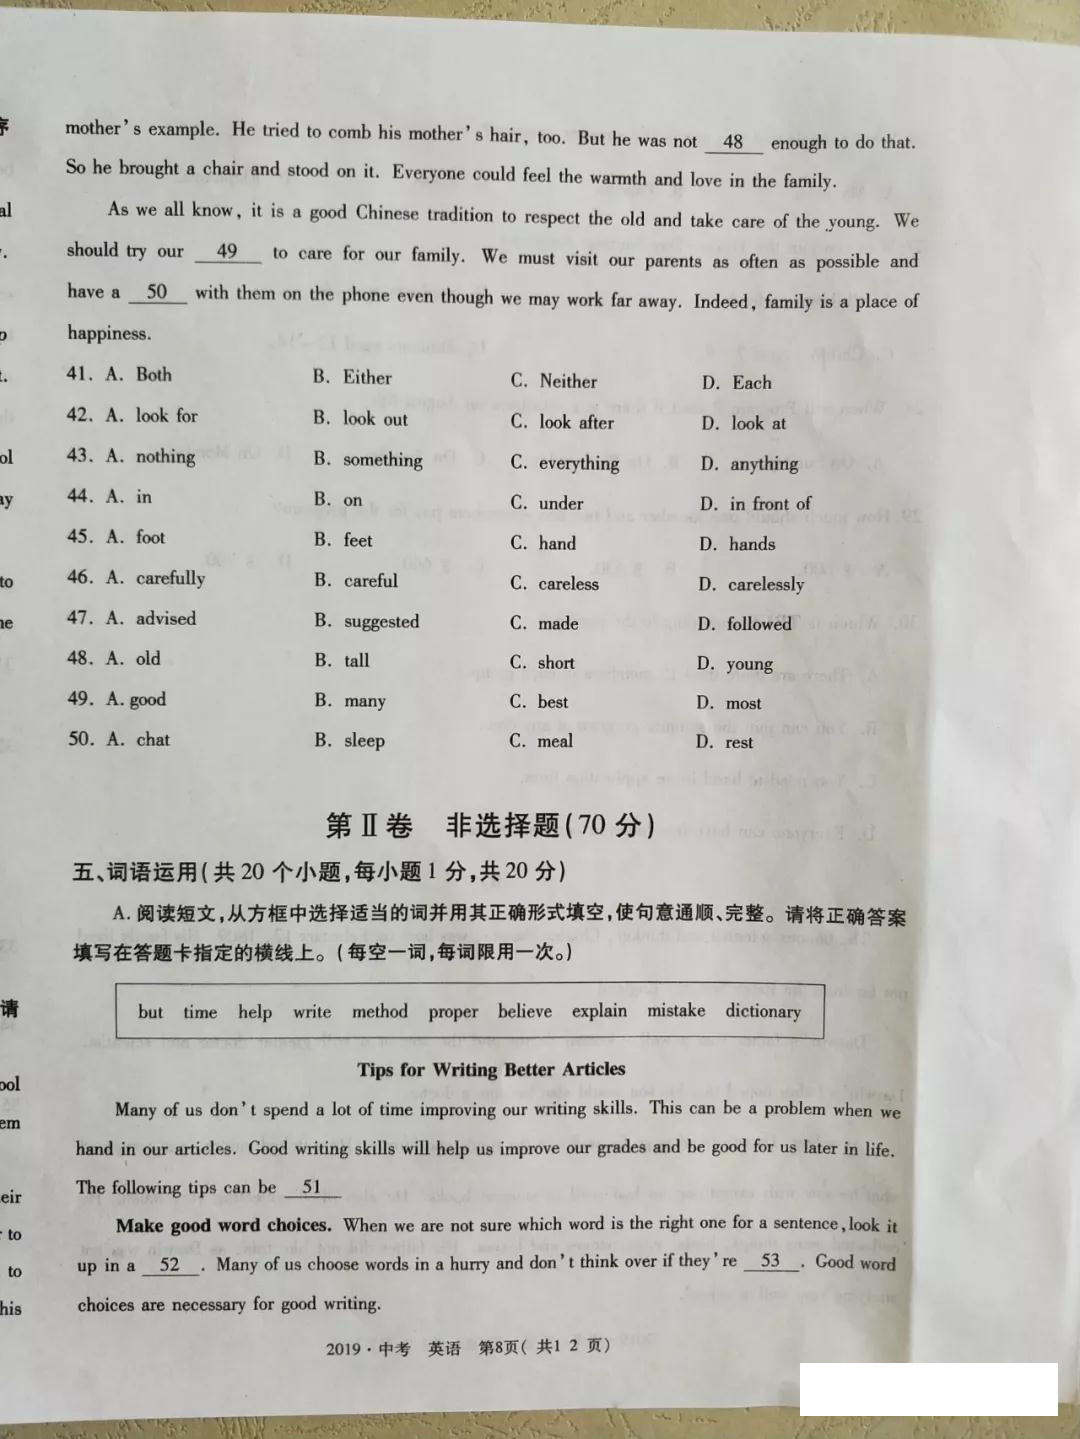 mother's example. He tried to comb his mother's hair, too. But he was not 48 enough to do that.
So he brought a chair and stood on it. Everyone could feel the warmth and love in the family.
As we all know, it is a good Chinese tradition to respect the old and take care of the young. We
should try our 49 to care for our family. We must visit our parents as often as possible and
have a 50 with them on the phone even though we may work far away. Indeed, family is a place of
happiness.
41. A. Both B. Either C. Neither D. Each
42. A. look for B. look out C. look after D. look at
43. A. nothing B. something C. everything D. anything
44. A. in B. on C. under D. in front of
45. A. foot B. feet C. hand D. hands
46. A. carefully B. careful C. careless D. carelessly
47. A. advised B. suggested C. made D. followed
48. A. old B. tall C. short D. young
49. A. good B. many C. best D. most
50. A. chat B. sleep C. meal D. rest
第Ⅱ卷 非选择题(70分)
五、词语运用(共20个小题,每小题1分,共20分)
A. 阅读短文,从方框中选择适当的词并用其正确形式填空,使句意通顺、完整。请将正确答案
填写在答题卡指定的横线上。(每空一词,每词限用一次。)
but time help write method proper believe explain mistake dictionary
Tips for Writing Better Articles
Many of us don't spend a lot of time improving our writing skills. This can be a problem when we
hand in our articles. Good writing skills will help us improve our grades and be good for us later in life.
The following tips can be 51
Make good word choices. When we are not sure which word is the right one for a sentence, look it
up in a 52 . Many of us choose words in a hurry and don't think over if they're 53 . Good word
choices are necessary for good writing.
2019·中考 英语 第8页( 共1 2 页)